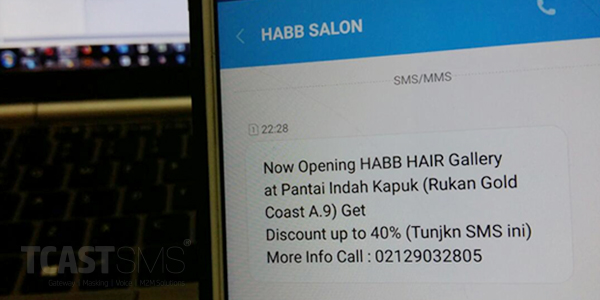 HABB SALON
SMS/MMS
1 22:28
Now Opening HABB HAIR Gallery
at Pantai Indah Kapuk (Rukan Gold
Coast A.9) Get
Discount up to 40% (Tunjkn SMS ini)
More Info Call : 02129032805
TCASTSMS®